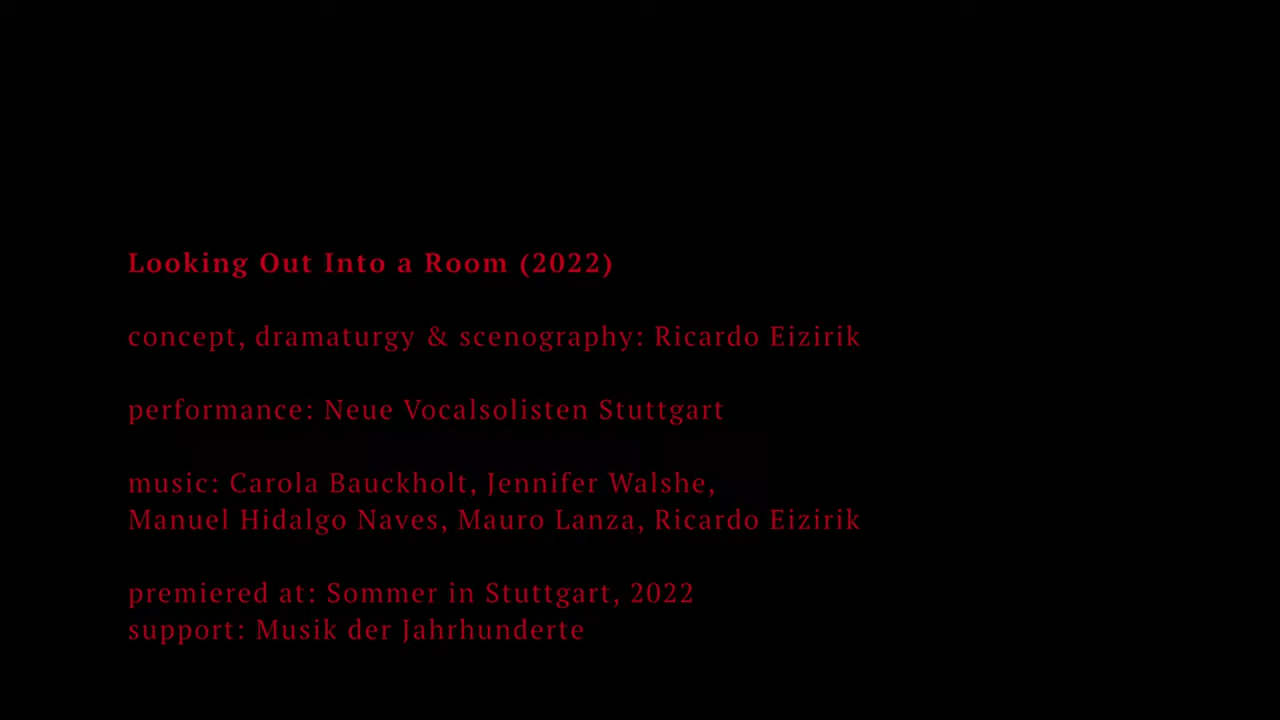 Looking Out Into a Room (2022)
concept, dramaturgy & scenography: Ricardo Eizirik
performance: Neue Vocalsolisten Stuttgart
music: Carola Bauckholt, Jennifer Walshe,
Manuel Hidalgo Naves, Mauro Lanza, Ricardo Eizirik
premiered at: Sommer in Stuttgart, 2022
support: Musik der Jahrhunderte